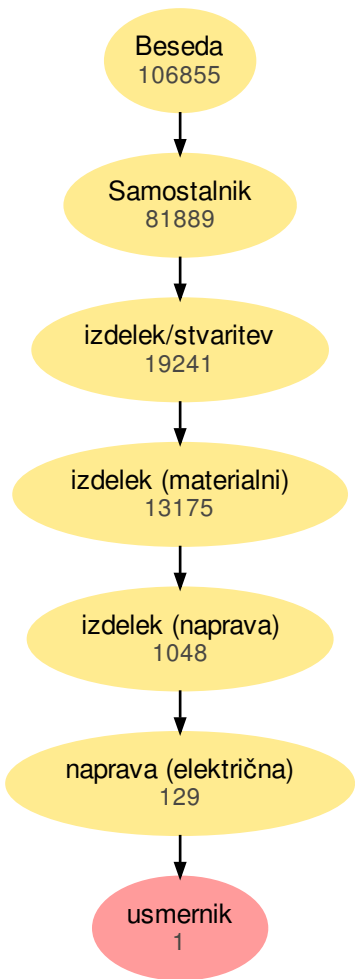 Beseda
106855
Samostalnik
81889
izdelek/stvaritev
19241
izdelek (materialni)
13175
izdelek (naprava)
1048
naprava (električna)
129
usmernik
1